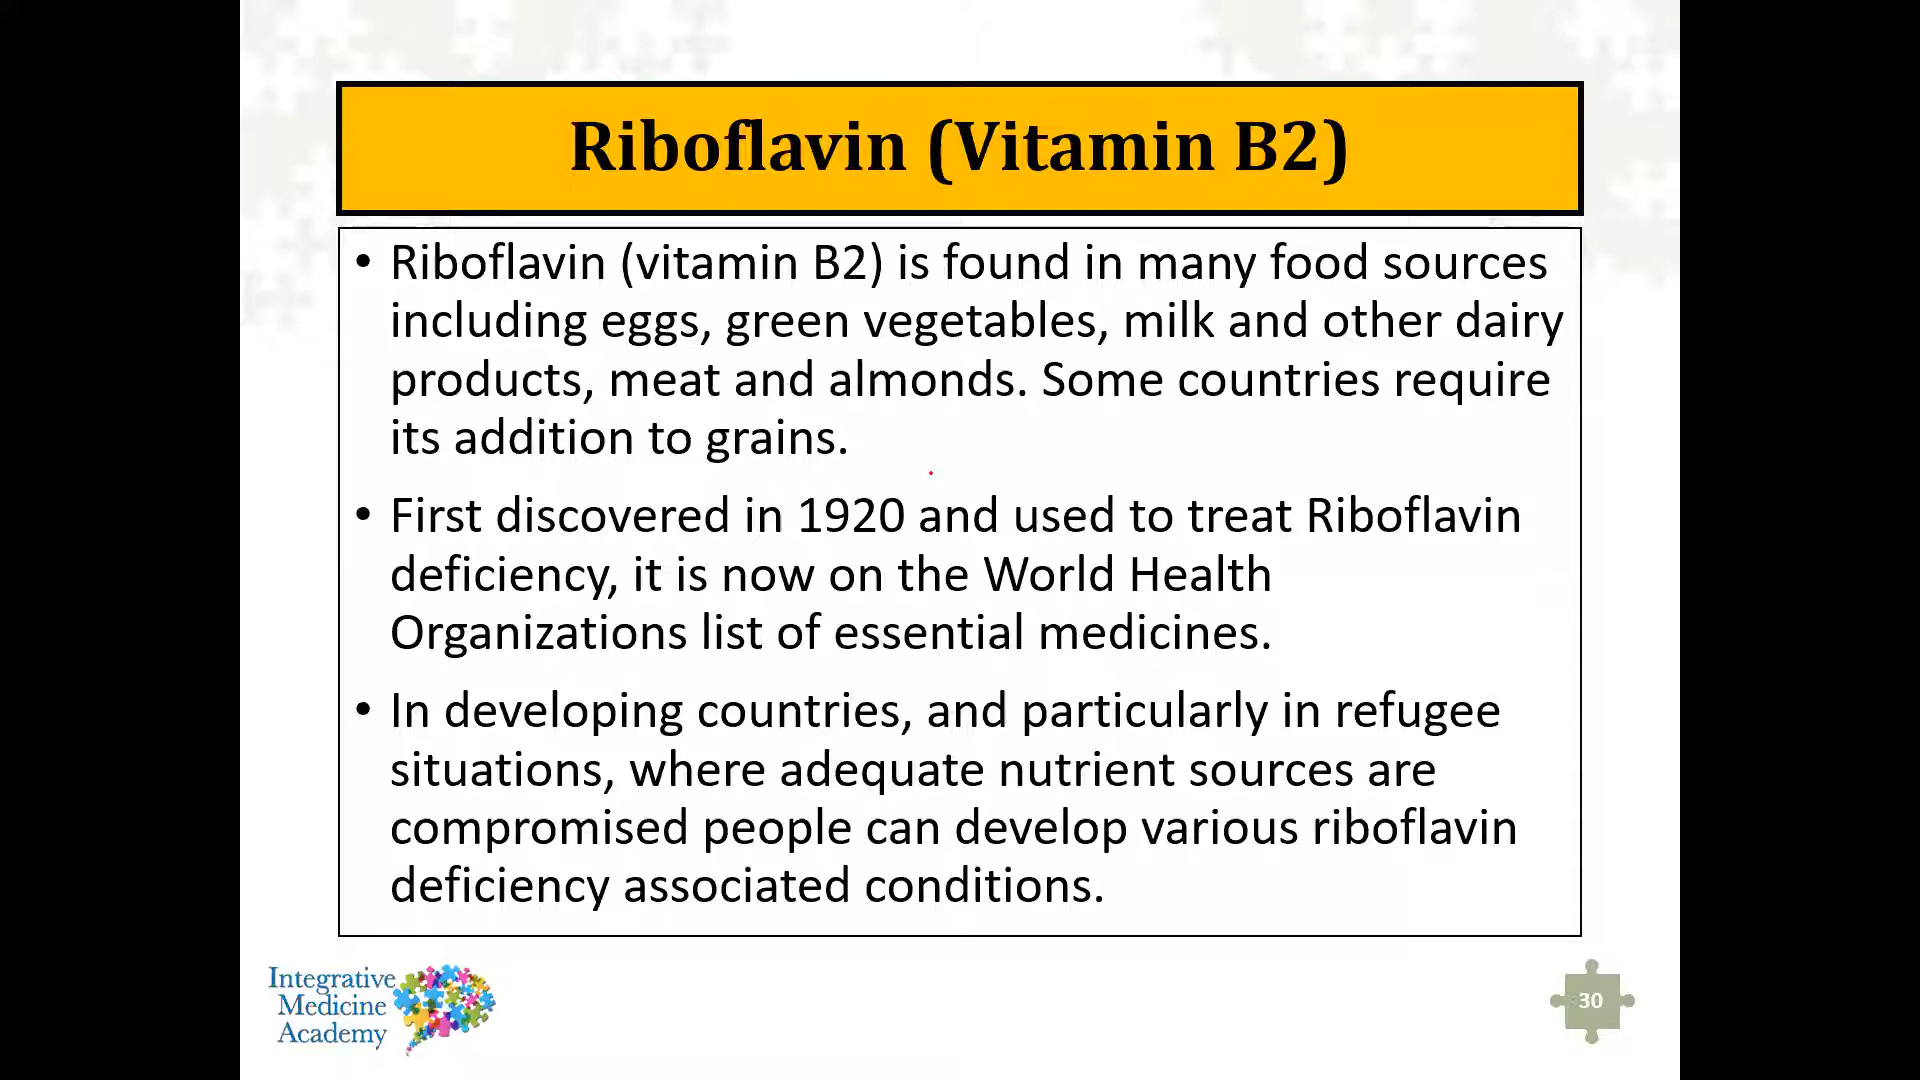 Riboflavin (Vitamin B2)
• Riboflavin (vitamin B2) is found in many food sources
including eggs, green vegetables, milk and other dairy
products, meat and almonds. Some countries require
its addition to grains.
• First discovered in 1920 and used to treat Riboflavin
deficiency, it is now on the World Health
Organizations list of essential medicines.
• In developing countries, and particularly in refugee
situations, where adequate nutrient sources are
compromised people can develop various riboflavin
deficiency associated conditions.
Integrative
Medicine
Academy
30